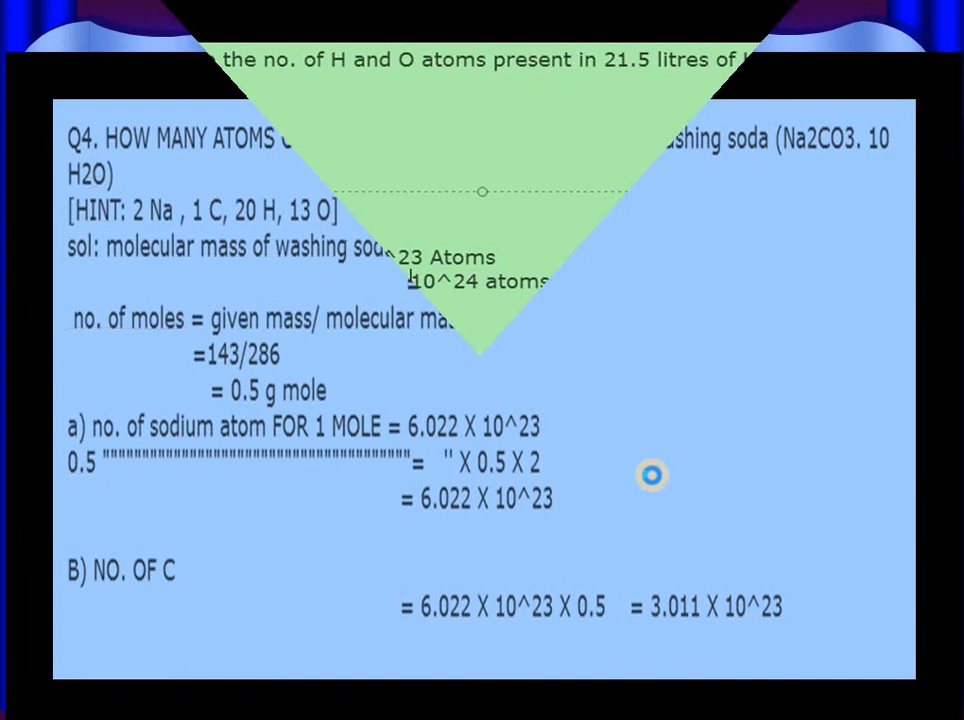 the no. of H and O atoms present in 21.5 litres of
Q4. HOW MANY ATOMS washing soda (Na2CO3. 10
H2O)
[HINT: 2 Na , 1 C, 20 H, 13 O]
sol: molecular mass of washing
^23 Atoms
10^24 atoms
no. of moles = given mass/ molecular
=143/286
= 0.5 g mole
a) no. of sodium atom FOR 1 MOLE = 6.022 X 10^23
0.5 """""""""""""""""""""""""""""""""""""""= " X 0.5 X 2
= 6.022 X 10^23
B) NO. OF C
= 6.022 X 10^23 X 0.5 = 3.011 X 10^23